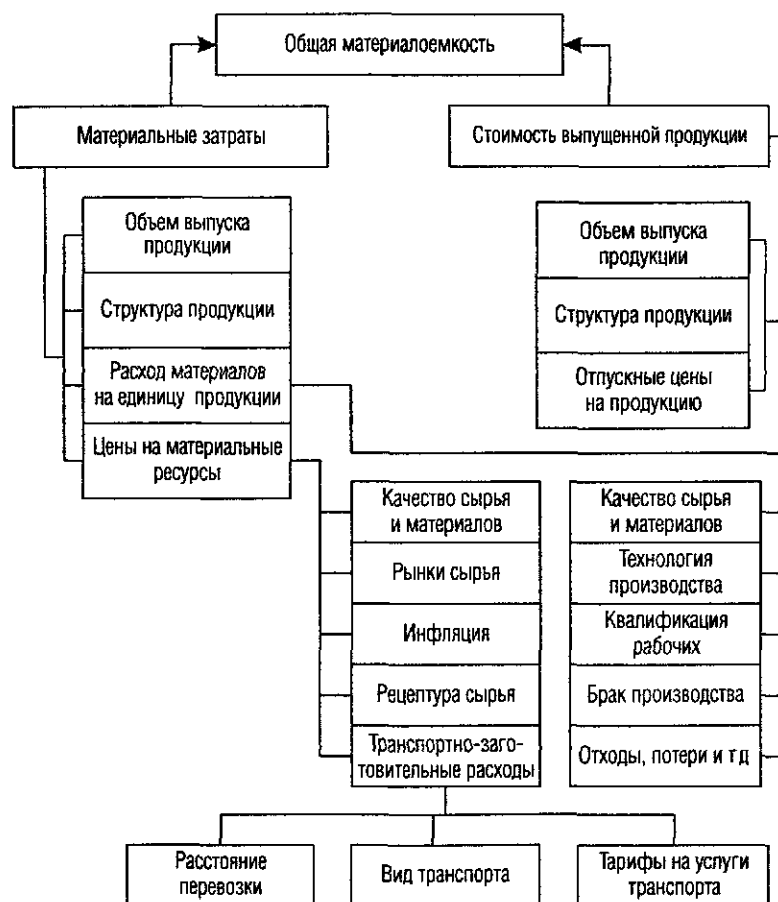 Общая материалоемкость
Материальные затраты
Стоимость выпущенной продукции
Объем выпуска
продукции
Структура продукции
Расход материалов
на единицу продукции
Цены на материальные
ресурсы
Объем выпуска
продукции
Структура продукции
Отпускные цены
на продукцию
Качество сырья
и материалов
Рынки сырья
Инфляция
Рецептура сырья
Транспортно-заго-
товительные расходы
Качество сырья
и материалов
Технология
производства
Квалификация
рабочих
Брак производства
Отходы, потери и т д
Расстояние
перевозки
Вид транспорта
Тарифы на услуги
транспорта